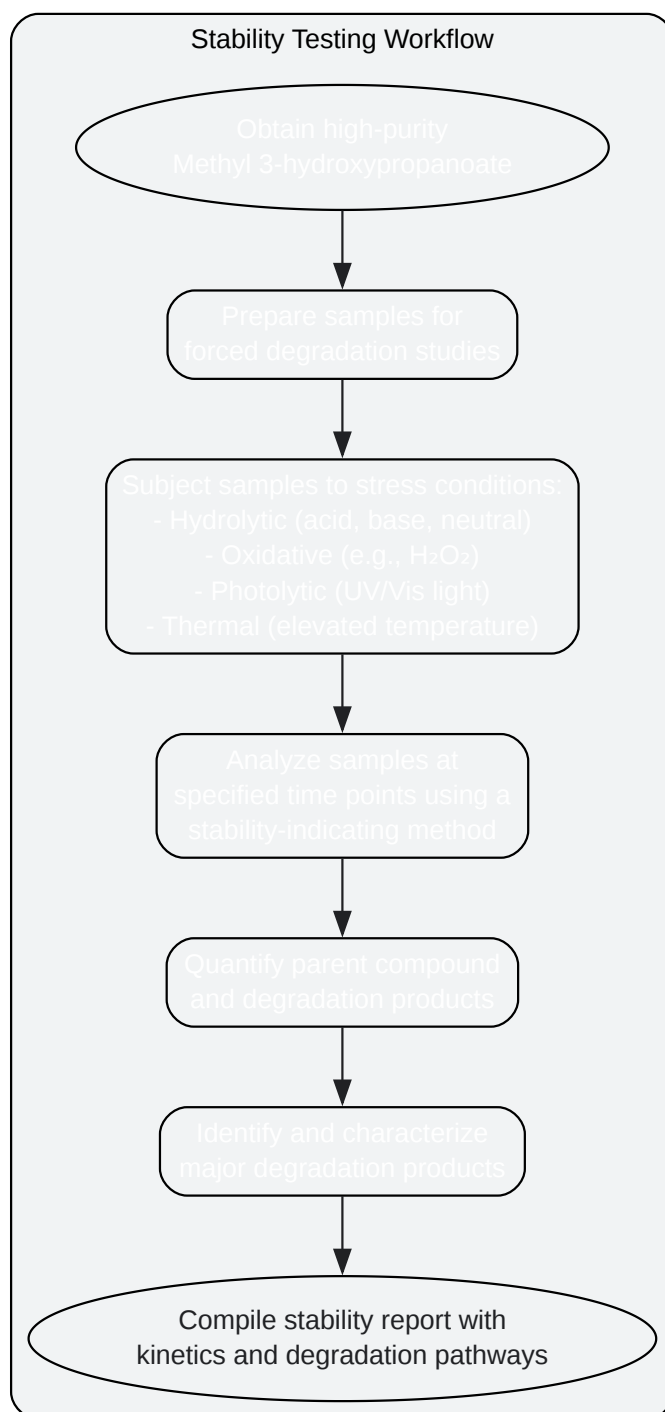 Stability Testing Workflow
Obtain high-purity
Methyl 3-hydroxypropanoate
Prepare samples for
forced degradation studies
Subject samples to stress conditions:
- Hydrolytic (acid, base, neutral)
- Oxidative (e.g., H₂O₂)
- Photolytic (UV/Vis light)
- Thermal (elevated temperature)
Analyze samples at
specified time points using a
stability-indicating method
Quantify parent compound
and degradation products
Identify and characterize
major degradation products
Compile stability report with
kinetics and degradation pathways